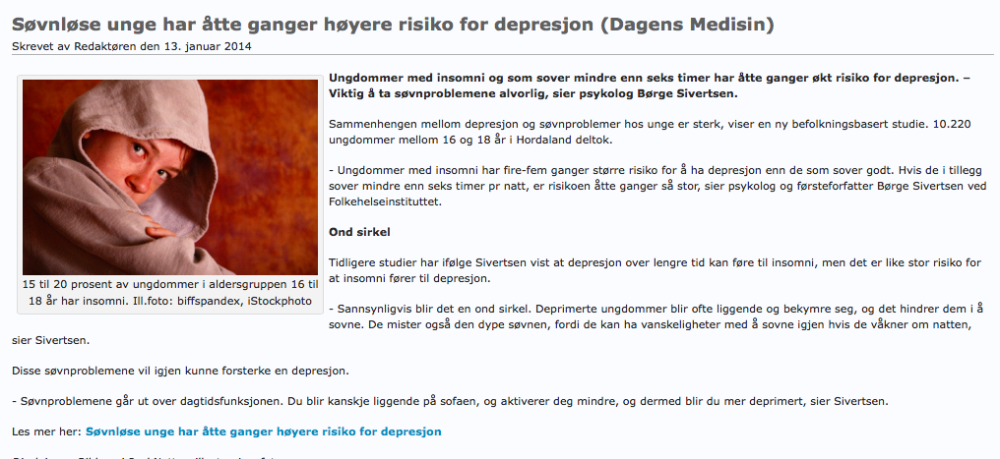 Søvnløse unge har åtte ganger høyere risiko for depresjon (Dagens Medisin)
Skrevet av Redaktøren den 13. januar 2014
Ungdommer med insomni og som sover mindre enn seks timer har åtte ganger økt risiko for depresjon. –
Viktig å ta søvnproblemene alvorlig, sier psykolog Børge Sivertsen.
Sammenhengen mellom depresjon og søvnproblemer hos unge er sterk, viser en ny befolkningsbasert studie. 10.220
ungdommer mellom 16 og 18 år i Hordaland deltok.
- Ungdommer med insomni har fire-fem ganger større risiko for å ha depresjon enn de som sover godt. Hvis de i tillegg
sover mindre enn seks timer pr natt, er risikoen åtte ganger så stor, sier psykolog og førsteforfatter Børge Sivertsen ved
Folkehelseinstituttet.
Ond sirkel
Tidligere studier har ifølge Sivertsen vist at depresjon over lengre tid kan føre til insomni, men det er like stor risiko for
at insomni fører til depresjon.
15 til 20 prosent av ungdommer i aldersgruppen 16 til
18 år har insomni. Ill.foto: biffspandex, iStockphoto
- Sannsynligvis blir det en ond sirkel. Deprimerte ungdommer blir ofte liggende og bekymre seg, og det hindrer dem i å
sovne. De mister også den dype søvnen, fordi de kan ha vanskeligheter med å sovne igjen hvis de våkner om natten,
sier Sivertsen.
Disse søvnproblemene vil igjen kunne forsterke en depresjon.
- Søvnproblemene går ut over dagtidsfunksjonen. Du blir kanskje liggende på sofaen, og aktiverer deg mindre, og dermed blir du mer deprimert, sier Sivertsen.
Les mer her: Søvnløse unge har åtte ganger høyere risiko for depresjon